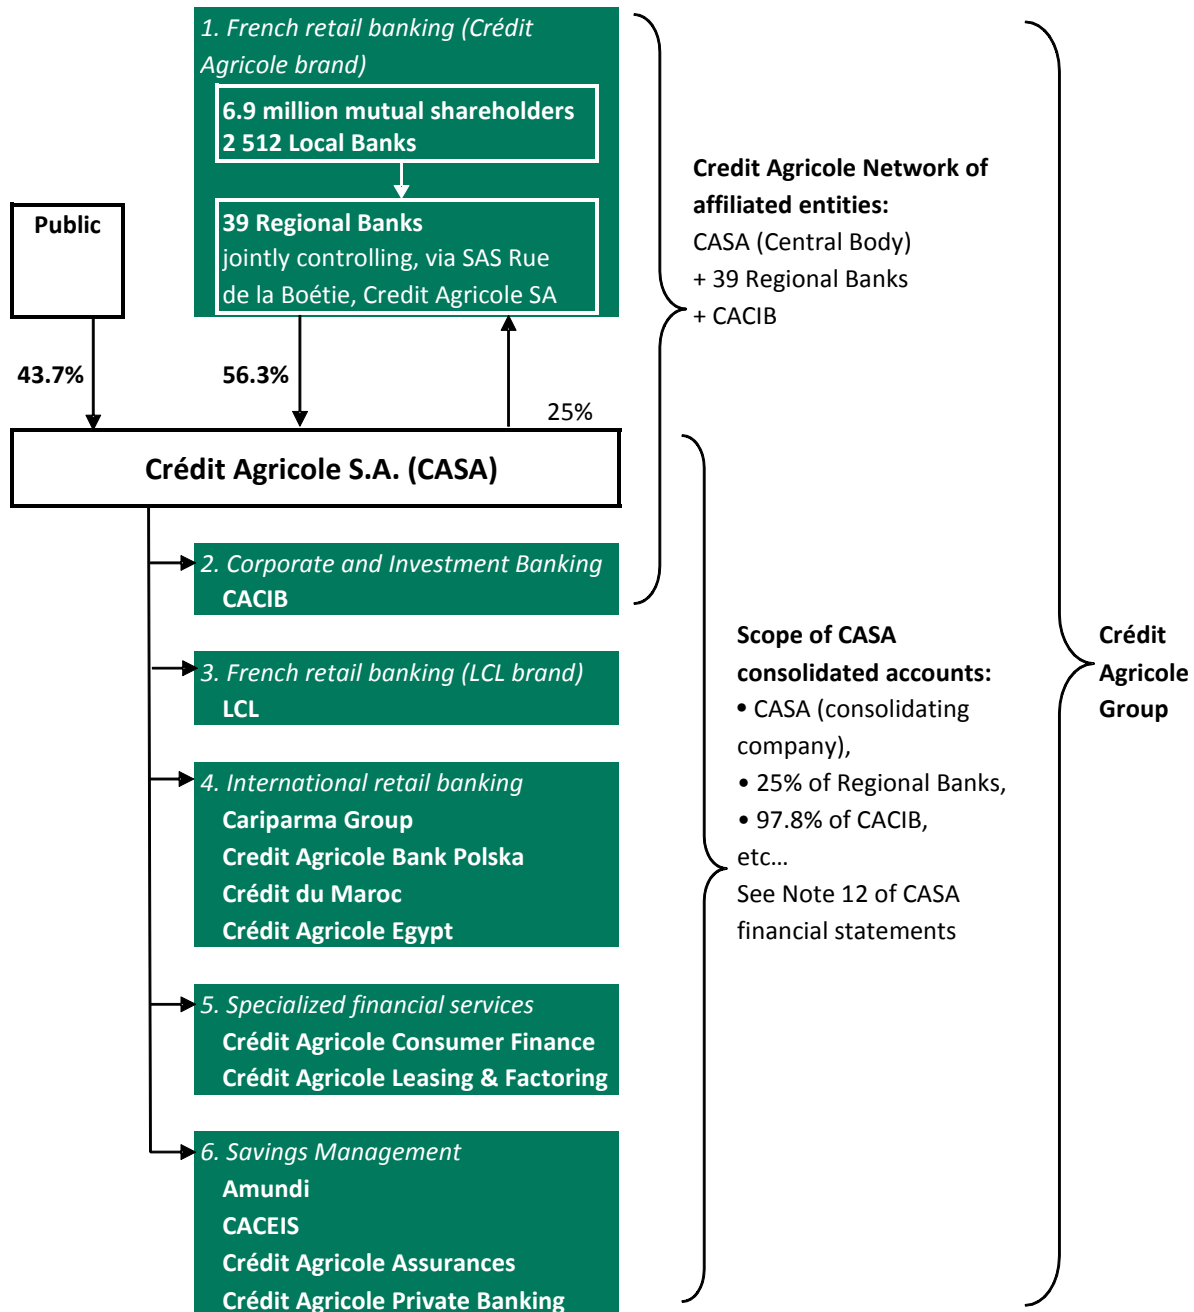 1. French retail banking (Crédit
Agricole brand)
6.9 million mutual shareholders
2 512 Local Banks
39 Regional Banks
jointly controlling, via SAS Rue
de la Boétie, Credit Agricole SA
Public
43.7%
56.3%
25%
Crédit Agricole S.A. (CASA)
2. Corporate and Investment Banking
CACIB
3. French retail banking (LCL brand)
LCL
4. International retail banking
Cariparma Group
Credit Agricole Bank Polska
Crédit du Maroc
Crédit Agricole Egypt
5. Specialized financial services
Crédit Agricole Consumer Finance
Crédit Agricole Leasing & Factoring
6. Savings Management
Amundi
CACEIS
Crédit Agricole Assurances
Crédit Agricole Private Banking
Credit Agricole Network of
affiliated entities:
CASA (Central Body)
+ 39 Regional Banks
+ CACIB
Scope of CASA
consolidated accounts:
• CASA (consolidating
company),
• 25% of Regional Banks,
• 97.8% of CACIB,
etc…
See Note 12 of CASA
financial statements
Crédit
Agricole
Group